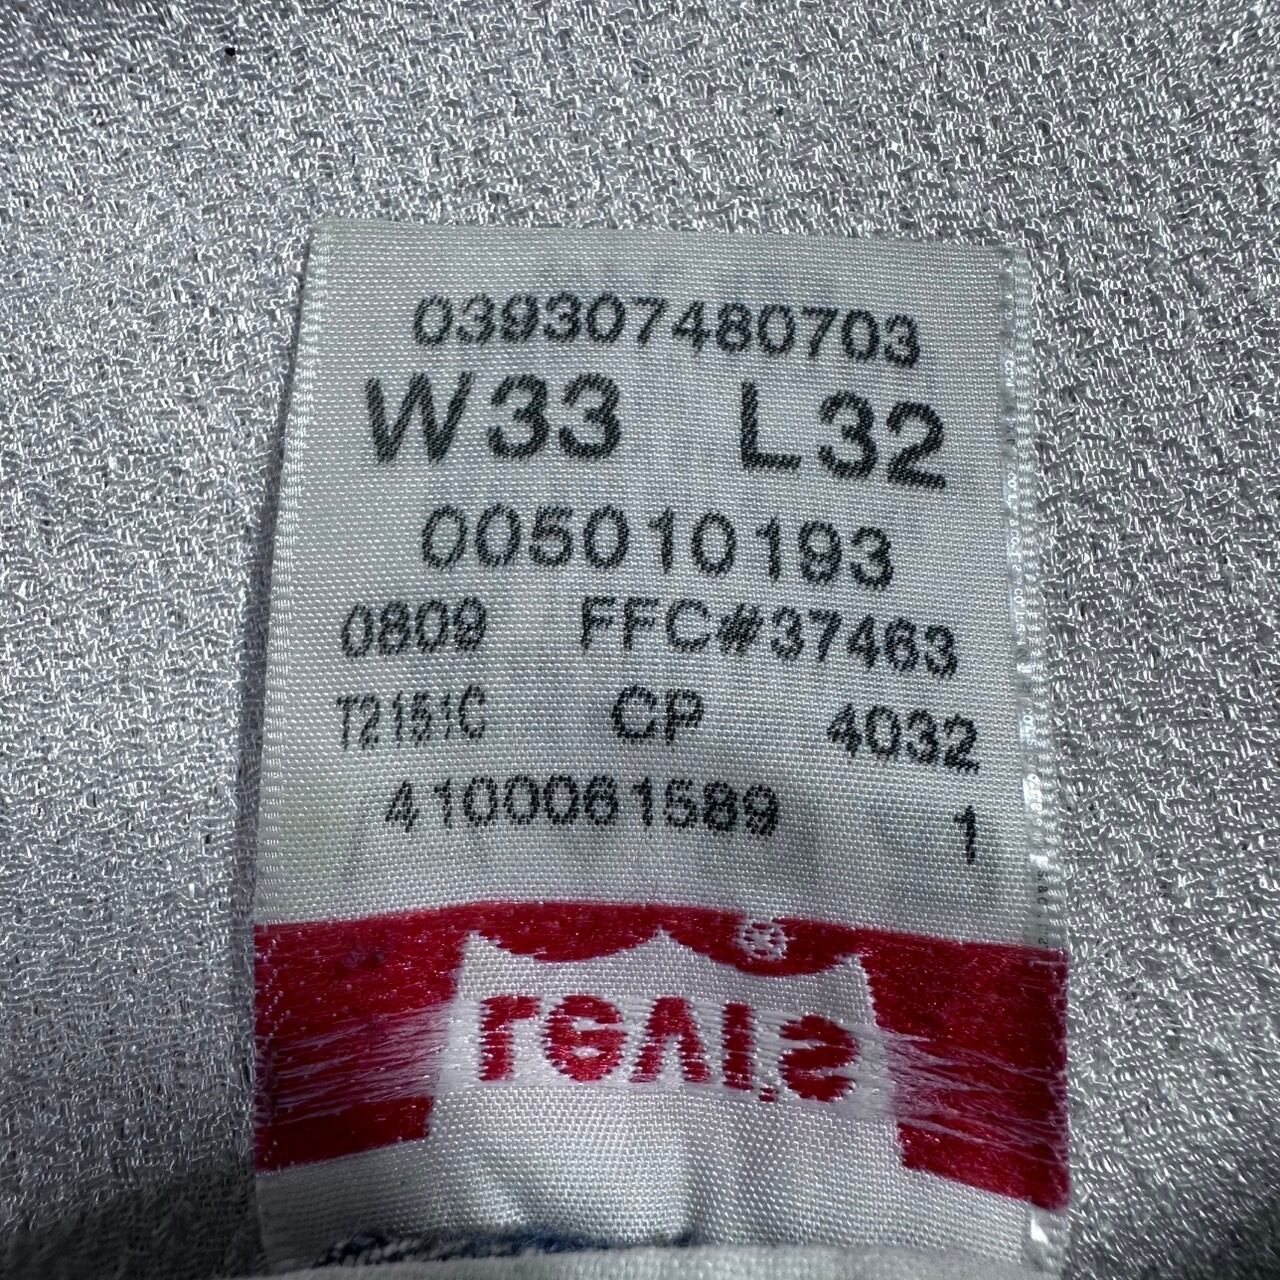 039307480703
W33 L32
005010193
0809 FFC#37463
T2151C CP 4032
4100061589 1
Levi's